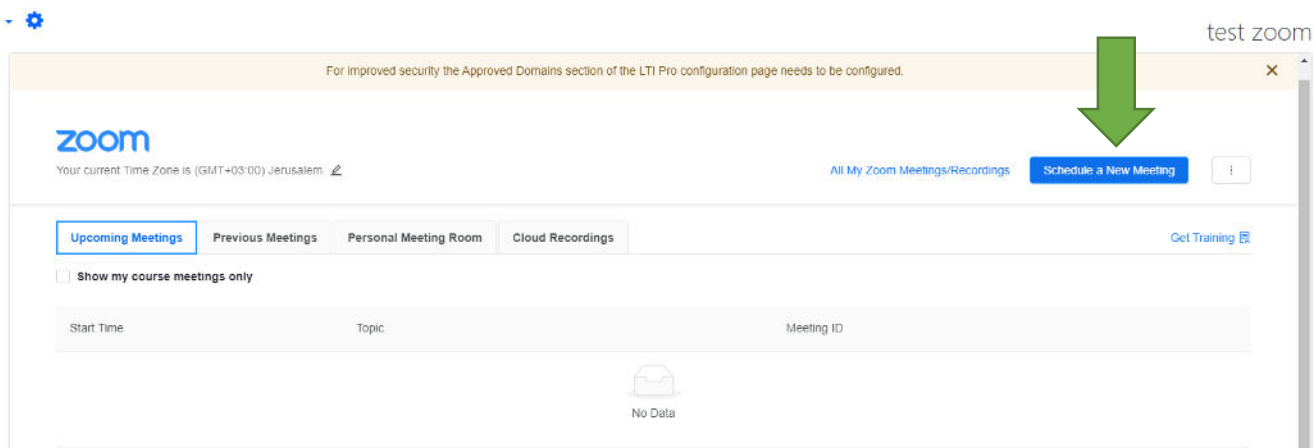 test zoom
For improved security the Approved Domains section of the LTI Pro configuration page needs to be configured.
zoom
Your current Time Zone is (GMT+03:00) Jerusalem.
All My Zoom Meetings/Recordings
Schedule a New Meeting
Upcoming Meetings Previous Meetings Personal Meeting Room Cloud Recordings Get Training
Show my course meetings only
Start Time Topic Meeting ID
No Data